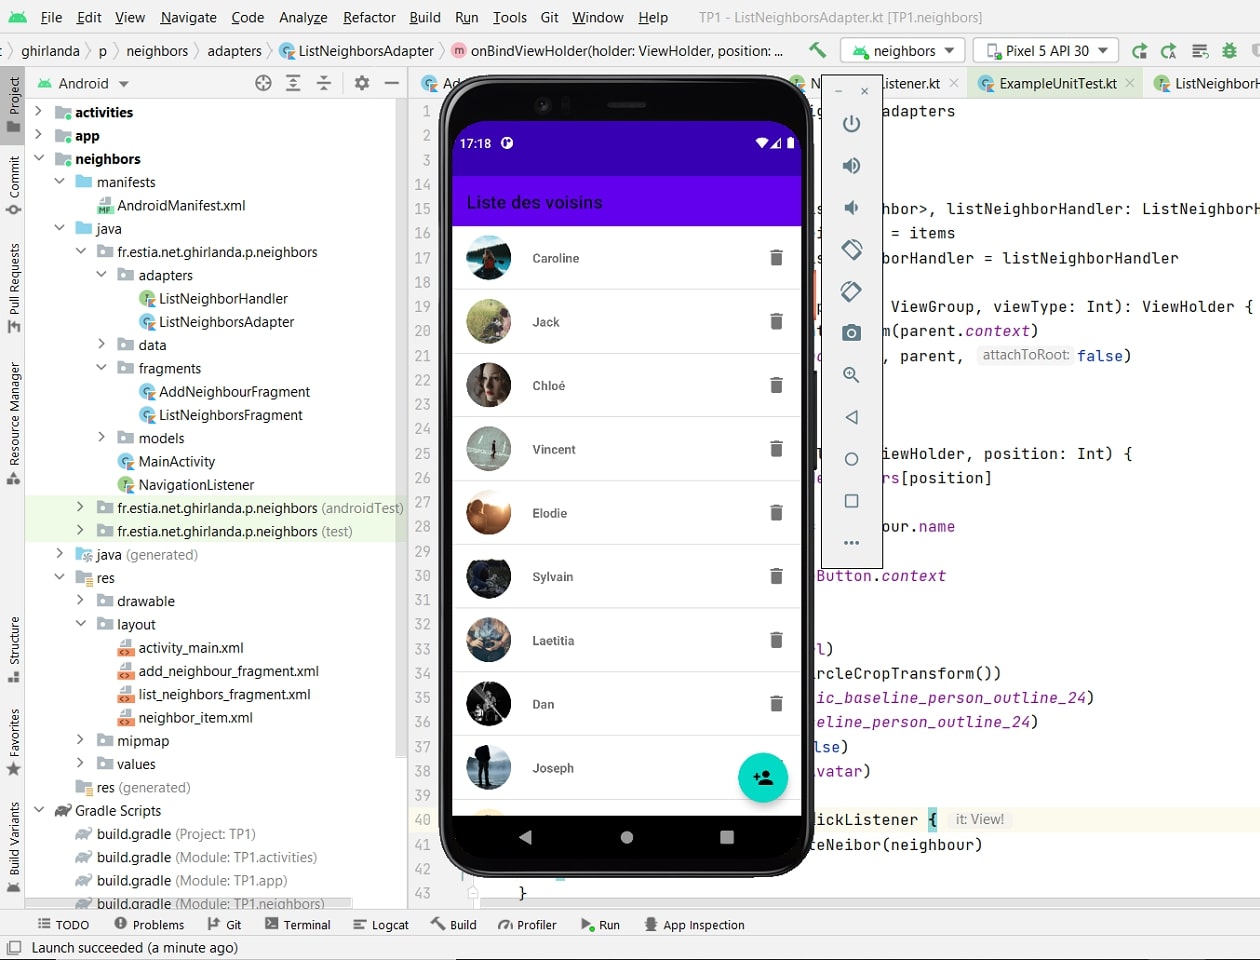 File Edit View Navigate Code Analyze Refactor Build Run Tools Git Window Help TP1 - ListNeighborsAdapter.kt [TP1.neighbors]
ghirlanda p neighbors adapters ListNeighborsAdapter onBindViewHolder(holder: ViewHolder, position: ... neighbors Pixel 5 API 30
Android
Listener.kt ExampleUnitTest.kt
Project
Commit
Pull Requests
Resource Manager
Structure
Favorites
Build Variants
activities
app
neighbors
manifests
AndroidManifest.xml
java
fr.estia.net.ghirlanda.p.neighbors
adapters
ListNeighborHandler
ListNeighborsAdapter
data
fragments
AddNeighbourFragment
ListNeighborsFragment
models
MainActivity
NavigationListener
fr.estia.net.ghirlanda.p.neighbors (androidTest)
fr.estia.net.ghirlanda.p.neighbors (test)
java (generated)
res
drawable
layout
activity_main.xml
add_neighbour_fragment.xml
list_neighbors_fragment.xml
neighbor_item.xml
mipmap
values
res (generated)
Gradle Scripts
build.gradle (Project: TP1)
build.gradle (Module: TP1.activities)
build.gradle (Module: TP1.app)
build.gradle (Module: TP1.neighbors)
17:18
Liste des voisins
Caroline
Jack
Chloé
Vincent
Elodie
Sylvain
Laetitia
Dan
Joseph
1 adapters
2
3
14
15 hbor>, listNeighborHandler: ListNeighborH
16 = items
17 orHandler = listNeighborHandler
18
19 ViewGroup, viewType: Int): ViewHolder {
20 m(parent.context)
21 , parent, attachToRoot: false)
22
23
24
25 iewHolder, position: Int) {
26 rs[position]
27
28 our.name
29
30 Button.context
31
32
33 l)
34 rcleCropTransform())
35 ic_baseline_person_outline_24)
36 eline_person_outline_24)
37 lse)
38 vatar)
39
40 ickListener { it: View!
41 teNeibor(neighbour)
42
43 }
TODO Problems Git Terminal Logcat Build Profiler Run App Inspection
Launch succeeded (a minute ago)